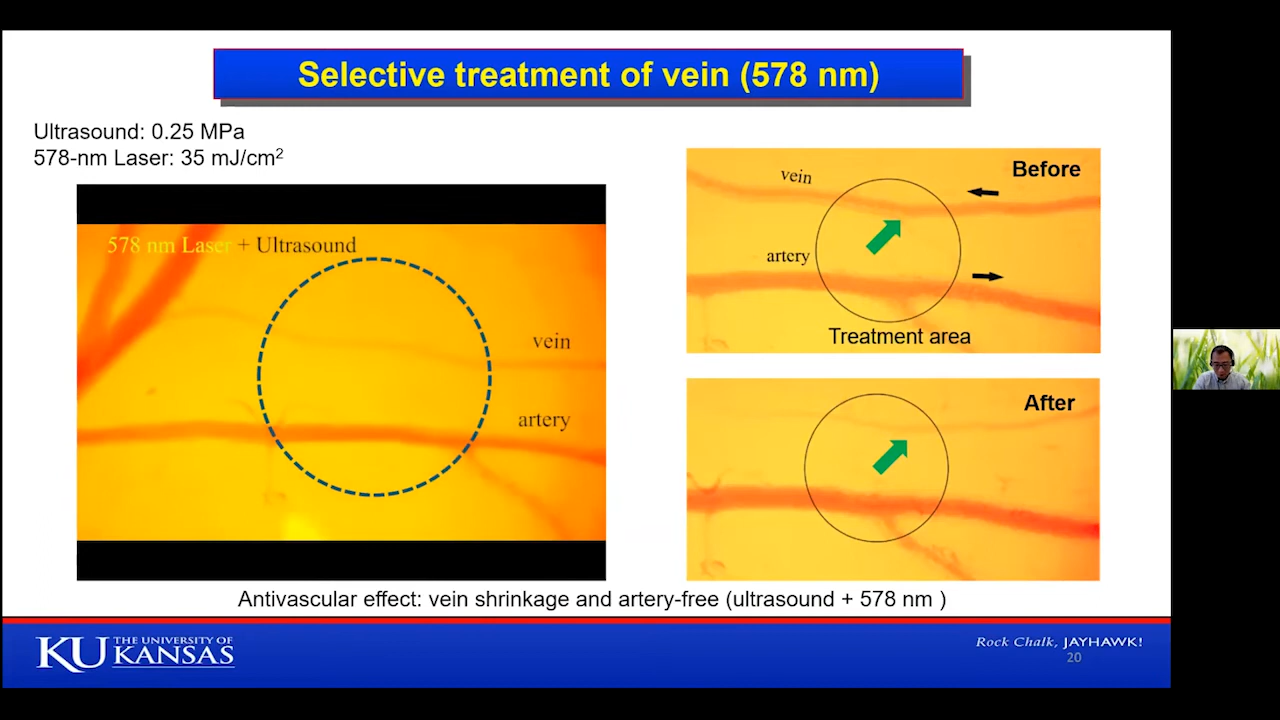 Selective treatment of vein (578 nm)
Ultrasound: 0.25 MPa
578-nm Laser: 35 mJ/cm²
578 nm Laser + Ultrasound
vein
artery
vein
Before
artery
Treatment area
After
Antivascular effect: vein shrinkage and artery-free (ultrasound + 578 nm )
KU THE UNIVERSITY OF
KANSAS
Rock Chalk, JAYHAWK!
20